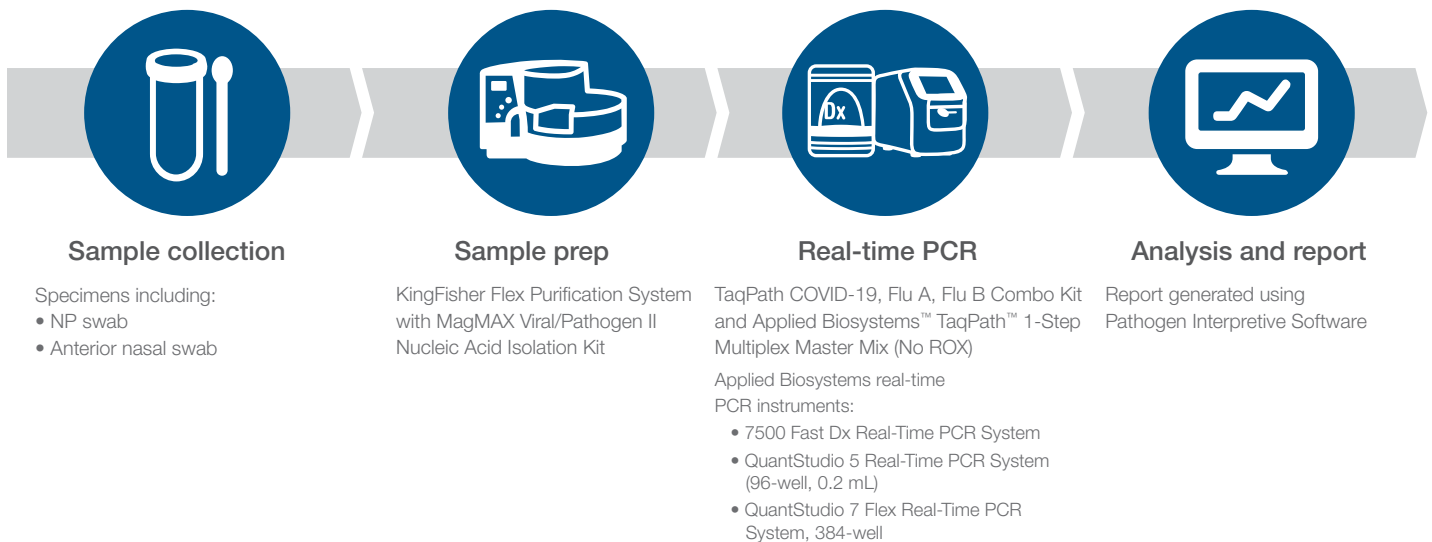 Dx
Sample collection
Specimens including:
• NP swab
• Anterior nasal swab
Sample prep
KingFisher Flex Purification System
with MagMAX Viral/Pathogen II
Nucleic Acid Isolation Kit
Real-time PCR
TaqPath COVID-19, Flu A, Flu B Combo Kit
and Applied Biosystems™ TaqPath™ 1-Step
Multiplex Master Mix (No ROX)
Applied Biosystems real-time
PCR instruments:
• 7500 Fast Dx Real-Time PCR System
• QuantStudio 5 Real-Time PCR System
(96-well, 0.2 mL)
• QuantStudio 7 Flex Real-Time PCR
System, 384-well
Analysis and report
Report generated using
Pathogen Interpretive Software